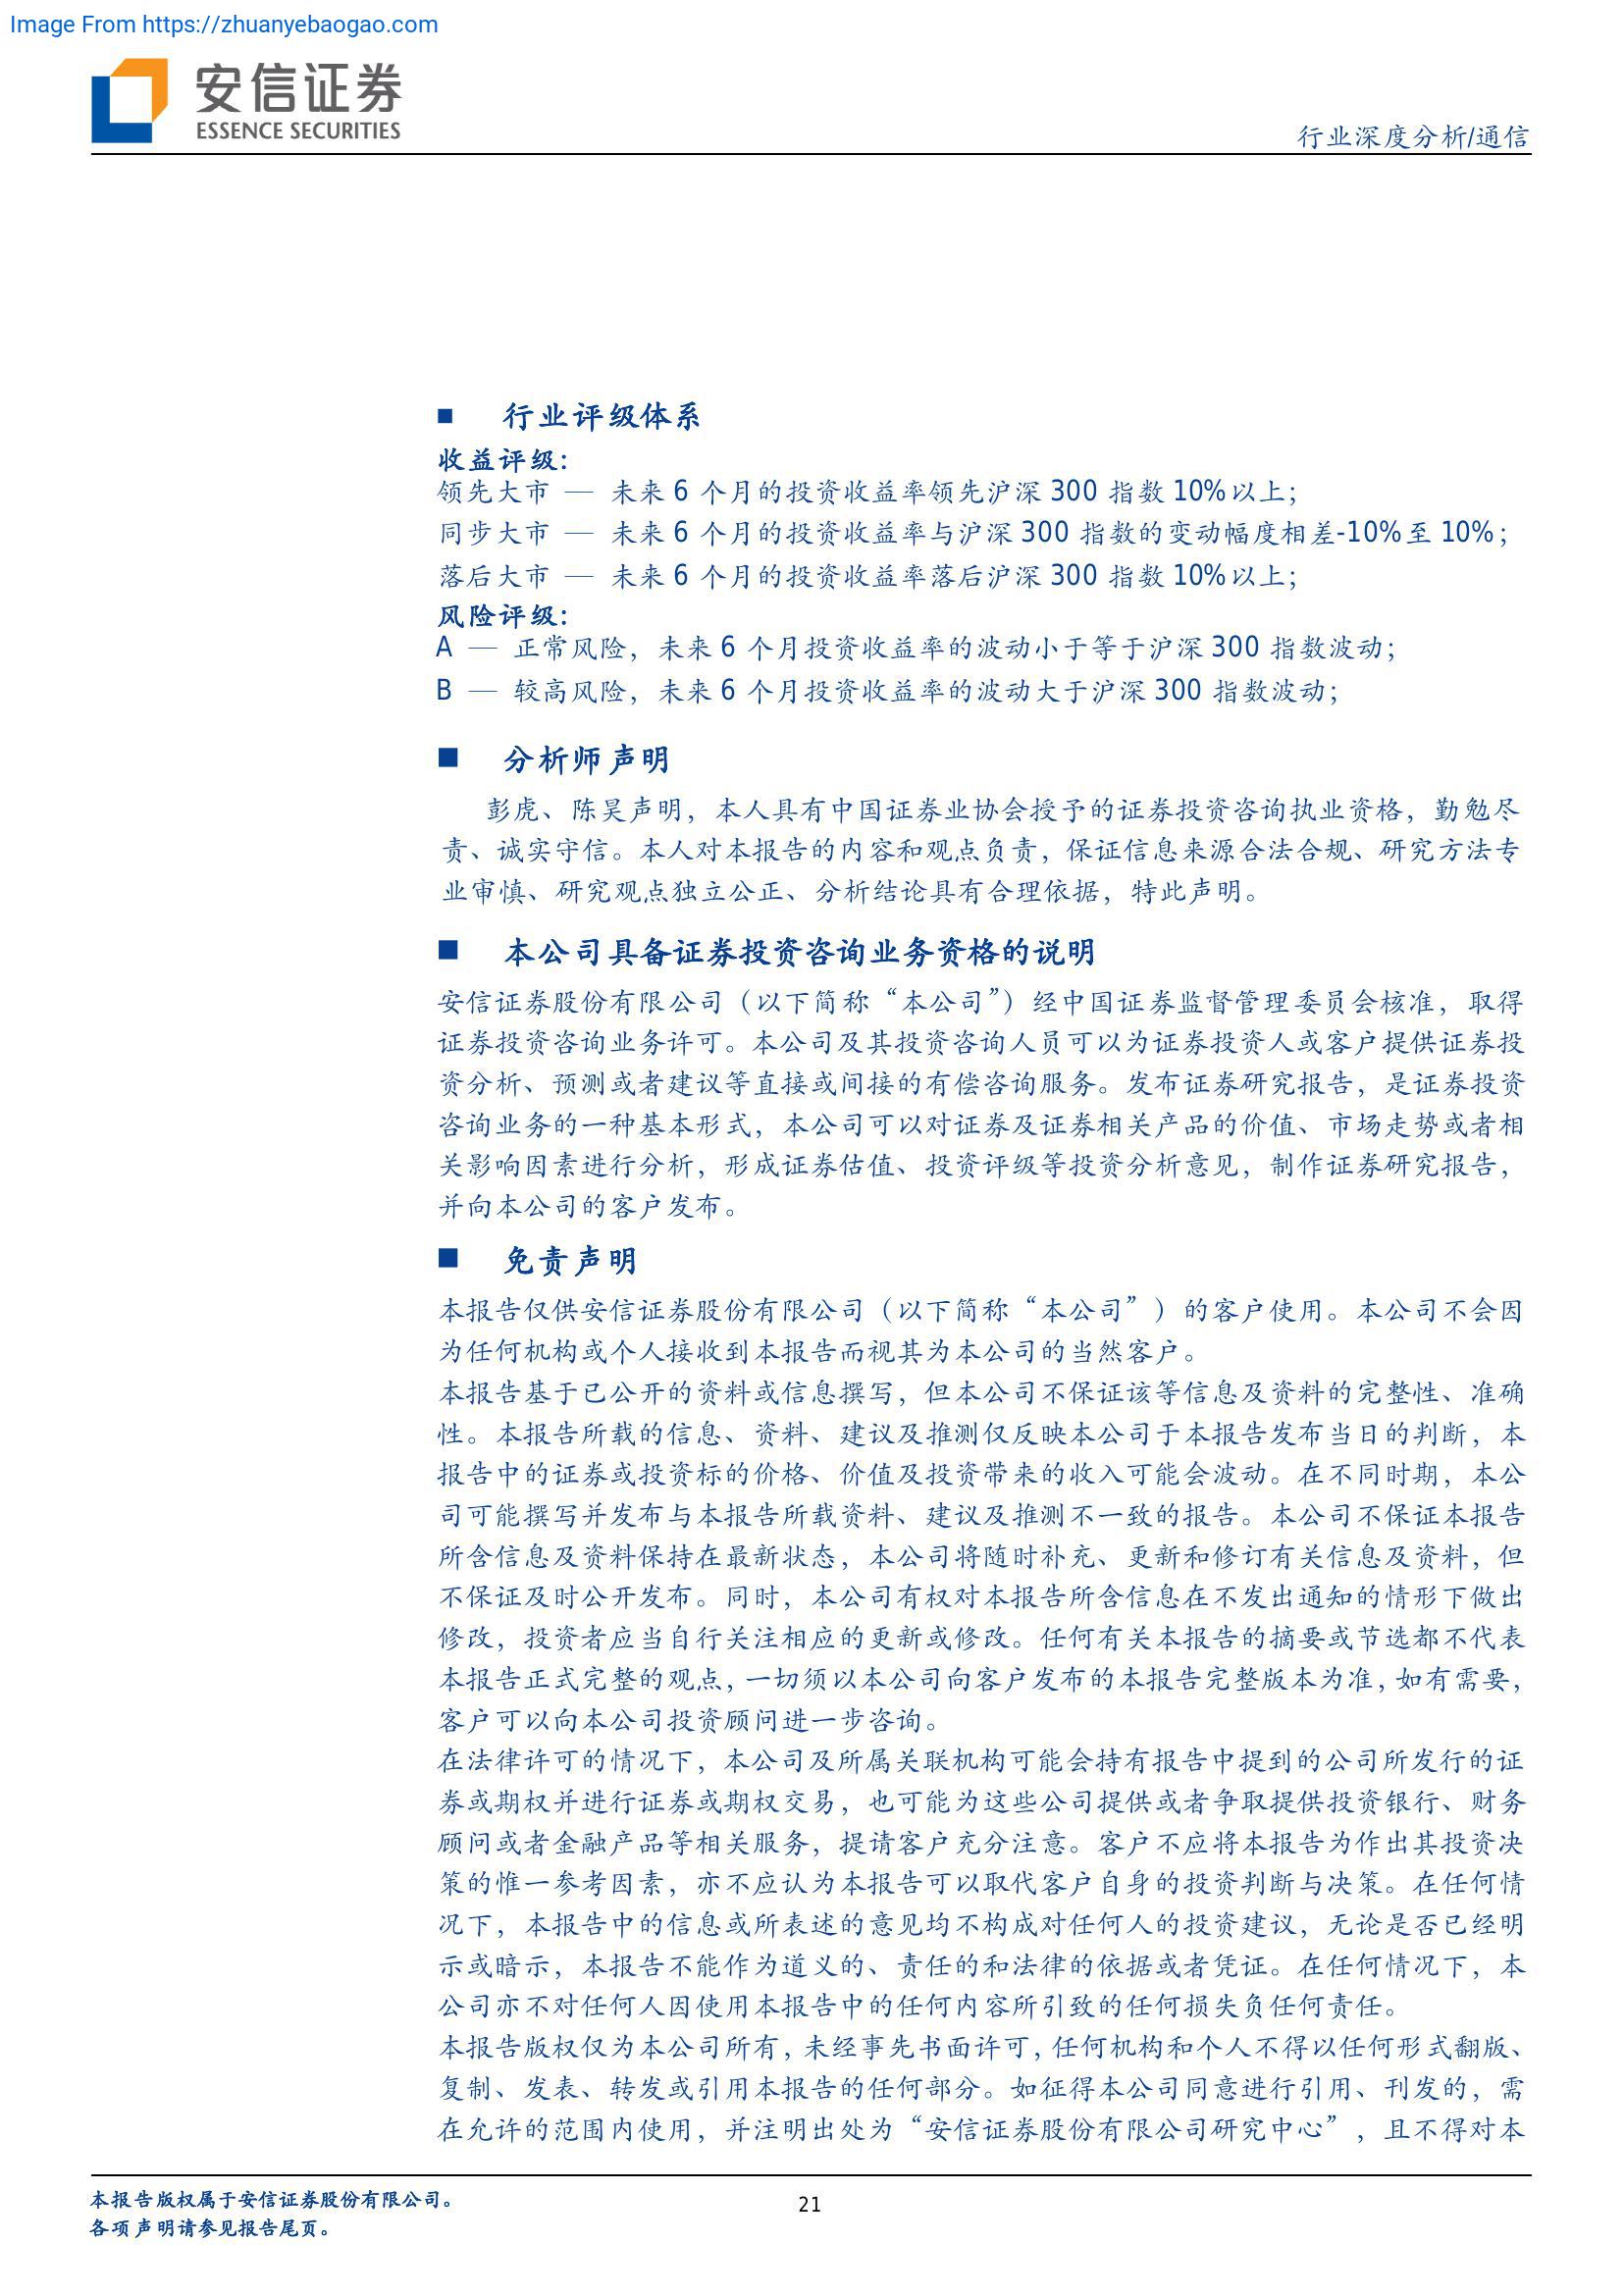 Image From https://zhuanyebaogao.com
安信证券
ESSENCE SECURITIES
行业深度分析/通信
■ 行业评级体系
收益评级：
领先大市 — 未来 6 个月的投资收益率领先沪深 300 指数 10%以上；
同步大市 — 未来 6 个月的投资收益率与沪深 300 指数的变动幅度相差-10%至 10%；
落后大市 — 未来 6 个月的投资收益率落后沪深 300 指数 10%以上；
风险评级：
A — 正常风险，未来 6 个月投资收益率的波动小于等于沪深 300 指数波动；
B — 较高风险，未来 6 个月投资收益率的波动大于沪深 300 指数波动；
■ 分析师声明
彭虎、陈昊声明，本人具有中国证券业协会授予的证券投资咨询执业资格，勤勉尽
责、诚实守信。本人对本报告的内容和观点负责，保证信息来源合法合规、研究方法专
业审慎、研究观点独立公正、分析结论具有合理依据，特此声明。
■ 本公司具备证券投资咨询业务资格的说明
安信证券股份有限公司（以下简称“本公司”）经中国证券监督管理委员会核准，取得
证券投资咨询业务许可。本公司及其投资咨询人员可以为证券投资人或客户提供证券投
资分析、预测或者建议等直接或间接的有偿咨询服务。发布证券研究报告，是证券投资
咨询业务的一种基本形式，本公司可以对证券及证券相关产品的价值、市场走势或者相
关影响因素进行分析，形成证券估值、投资评级等投资分析意见，制作证券研究报告，
并向本公司的客户发布。
■ 免责声明
本报告仅供安信证券股份有限公司（以下简称“本公司”）的客户使用。本公司不会因
为任何机构或个人接收到本报告而视其为本公司的当然客户。
本报告基于已公开的资料或信息撰写，但本公司不保证该等信息及资料的完整性、准确
性。本报告所载的信息、资料、建议及推测仅反映本公司于本报告发布当日的判断，本
报告中的证券或投资标的价格、价值及投资带来的收入可能会波动。在不同时期，本公
司可能撰写并发布与本报告所载资料、建议及推测不一致的报告。本公司不保证本报告
所含信息及资料保持在最新状态，本公司将随时补充、更新和修订有关信息及资料，但
不保证及时公开发布。同时，本公司有权对本报告所含信息在不发出通知的情形下做出
修改，投资者应当自行关注相应的更新或修改。任何有关本报告的摘要或节选都不代表
本报告正式完整的观点，一切须以本公司向客户发布的本报告完整版本为准，如有需要，
客户可以向本公司投资顾问进一步咨询。
在法律许可的情况下，本公司及所属关联机构可能会持有报告中提到的公司所发行的证
券或期权并进行证券或期权交易，也可能为这些公司提供或者争取提供投资银行、财务
顾问或者金融产品等相关服务，提请客户充分注意。客户不应将本报告为作出其投资决
策的惟一参考因素，亦不应认为本报告可以取代客户自身的投资判断与决策。在任何情
况下，本报告中的信息或所表述的意见均不构成对任何人的投资建议，无论是否已经明
示或暗示，本报告不能作为道义的、责任的和法律的依据或者凭证。在任何情况下，本
公司亦不对任何人因使用本报告中的任何内容所引致的任何损失负任何责任。
本报告版权仅为本公司所有，未经事先书面许可，任何机构和个人不得以任何形式翻版、
复制、发表、转发或引用本报告的任何部分。如征得本公司同意进行引用、刊发的，需
在允许的范围内使用，并注明出处为“安信证券股份有限公司研究中心”，且不得对本
本报告版权属于安信证券股份有限公司。
21
各项声明请参见报告尾页。